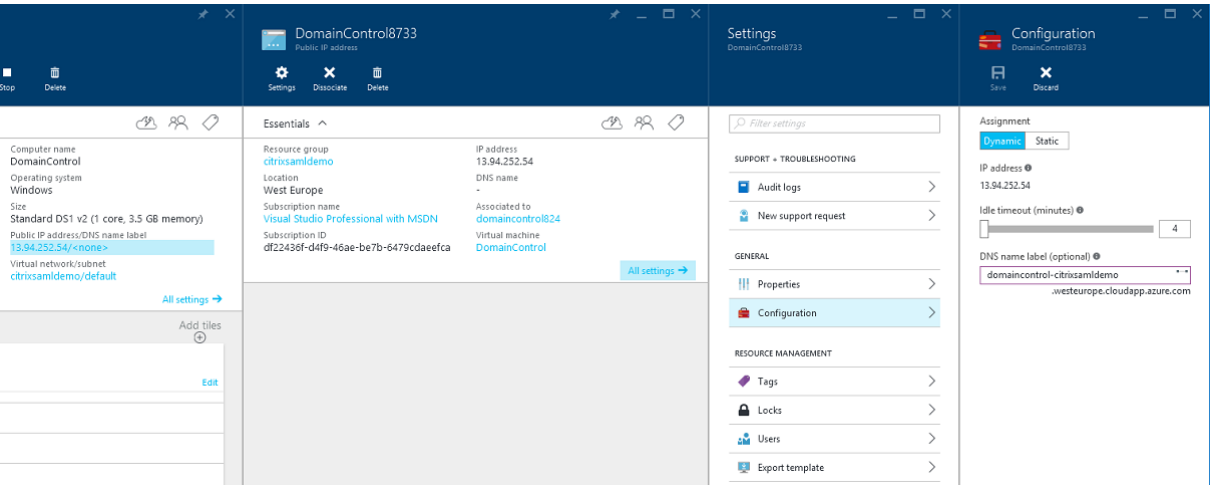 Stop
Delete
Computer name
DomainControl
Operating system
Windows
Size
Standard DS1 v2 (1 core, 3.5 GB memory)
Public IP address/DNS name label
13.94.252.54/<none>
Virtual network/subnet
citrixsamldemo/default
All settings →
Add tiles
Edit
DomainControl8733
Public IP address
Settings
Dissociate
Delete
Essentials
Resource group
citrixsamldemo
Location
West Europe
Subscription name
Visual Studio Professional with MSDN
Subscription ID
df22436f-d4f9-46ae-be7b-6479cdaeefca
IP address
13.94.252.54
DNS name
-
Associated to
domaincontrol824
Virtual machine
DomainControl
All settings →
Settings
DomainControl8733
Filter settings
SUPPORT + TROUBLESHOOTING
Audit logs
New support request
GENERAL
Properties
Configuration
RESOURCE MANAGEMENT
Tags
Locks
Users
Export template
Configuration
DomainControl8733
Save
Discard
Assignment
Dynamic
Static
IP address
13.94.252.54
Idle timeout (minutes)
4
DNS name label (optional)
domaincontrol-citrixsamldemo
.westeurope.cloudapp.azure.com